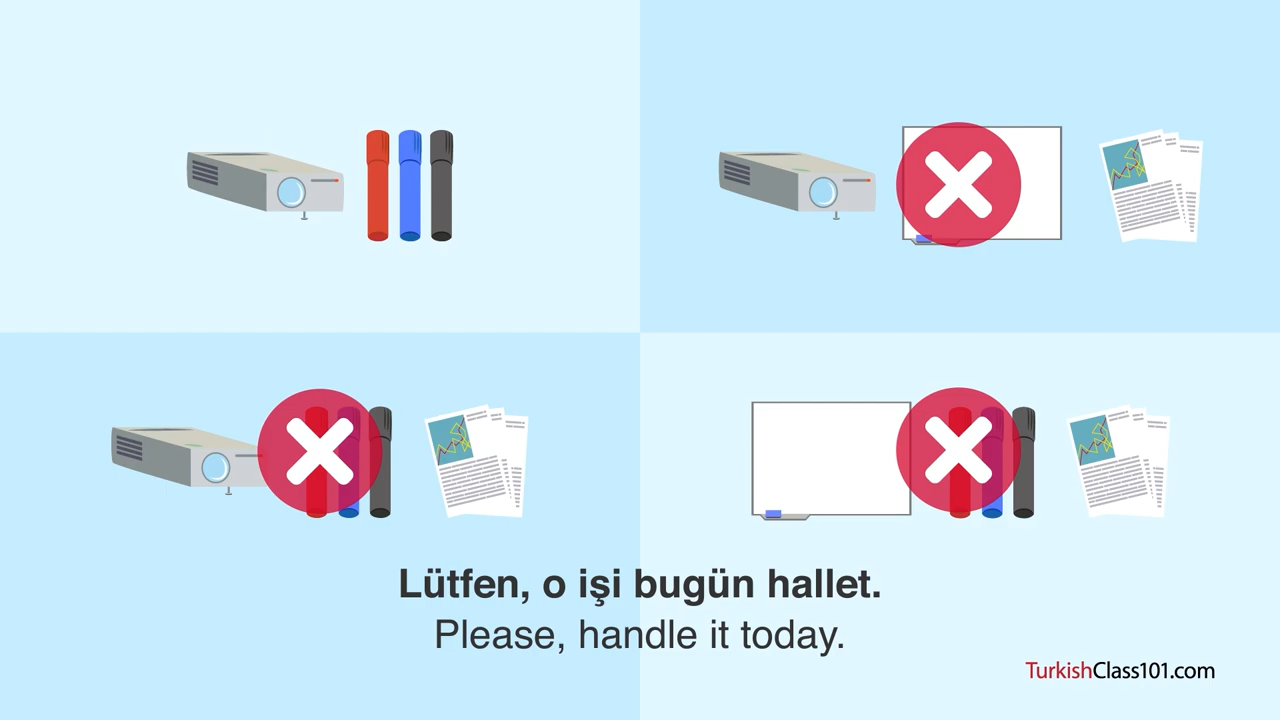 Lütfen, o işi bugün hallet.
Please, handle it today.
TurkishClass101.com